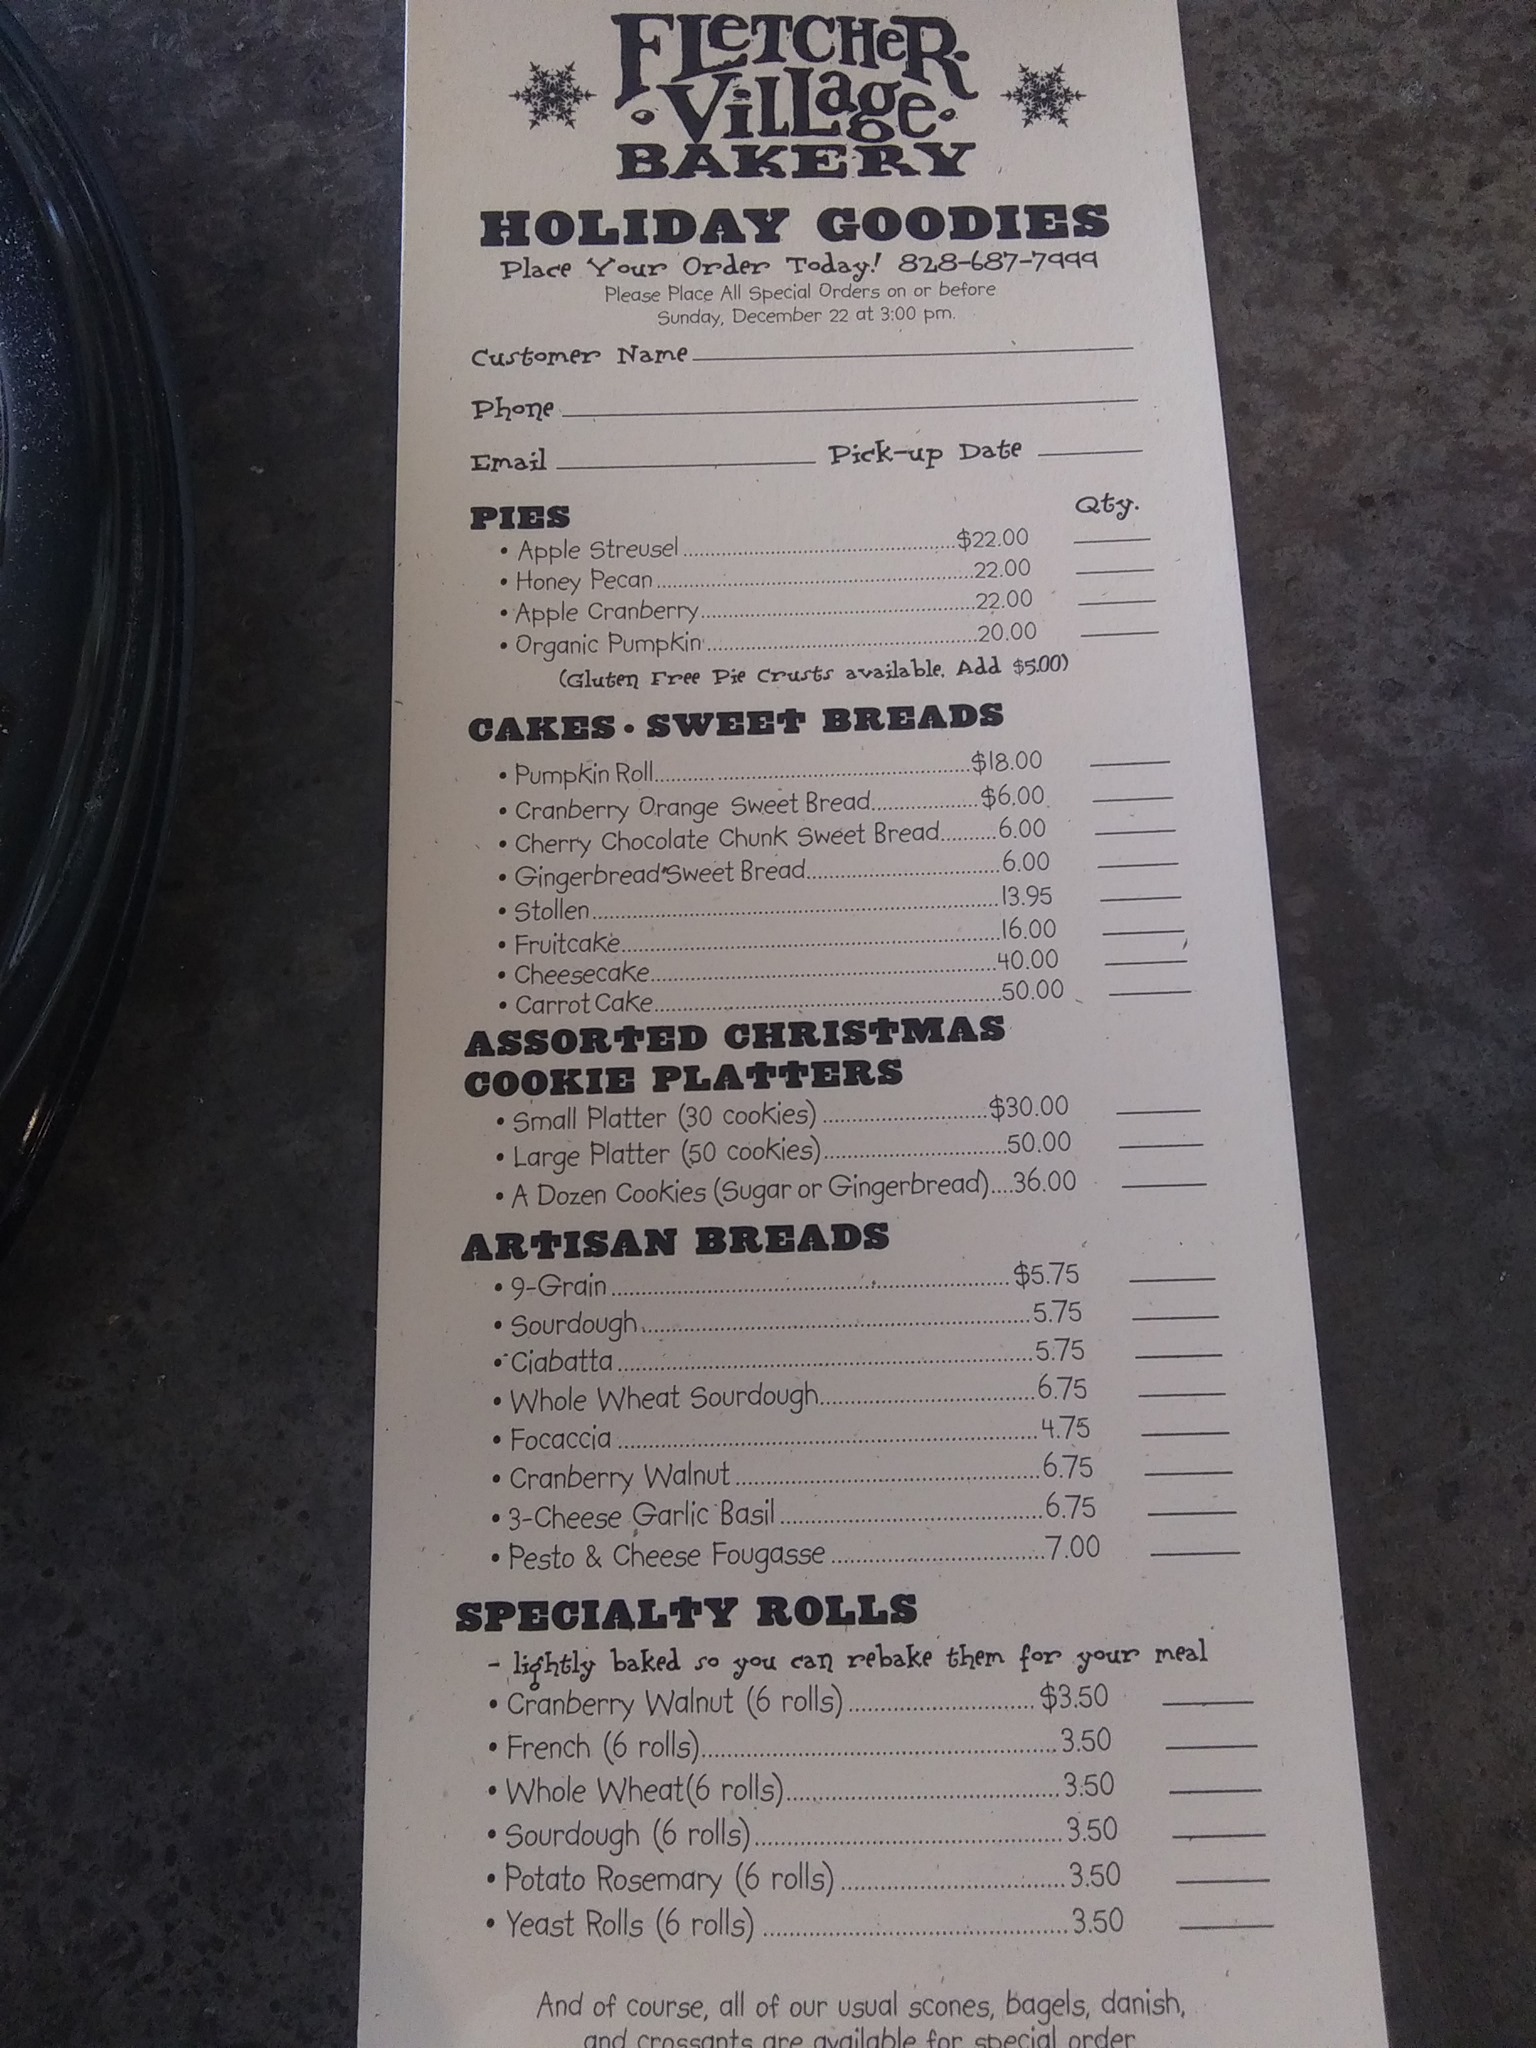 FLetCHeR
ViLLage
BAKERY
HOLIDAY GOODIES
Place Your Order Today! 828-687-7999
Please Place All Special Orders on or before
Sunday, December 22 at 3:00 pm.
Customer Name
Phone
Email Pick-up Date
Qty.
PIES
• Apple Streusel $22.00
• Honey Pecan 22.00
• Apple Cranberry 22.00
• Organic Pumpkin 20.00
(Gluten Free Pie Crusts available. Add $5.00)
CAKES • SWEET BREADS
• Pumpkin Roll $18.00
• Cranberry Orange Sweet Bread $6.00
• Cherry Chocolate Chunk Sweet Bread 6.00
• Gingerbread Sweet Bread 6.00
• Stollen 13.95
• Fruitcake 16.00
• Cheesecake 40.00
• Carrot Cake 50.00
ASSORTED CHRISTMAS
COOKIE PLATTERS
• Small Platter (30 cookies) $30.00
• Large Platter (50 cookies) 50.00
• A Dozen Cookies (Sugar or Gingerbread) 36.00
ARTISAN BREADS
• 9-Grain $5.75
• Sourdough 5.75
• Ciabatta 5.75
• Whole Wheat Sourdough 6.75
• Focaccia 4.75
• Cranberry Walnut 6.75
• 3-Cheese Garlic Basil 6.75
• Pesto & Cheese Fougasse 7.00
SPECIALTY ROLLS
- lightly baked so you can rebake them for your meal
• Cranberry Walnut (6 rolls) $3.50
• French (6 rolls) 3.50
• Whole Wheat(6 rolls) 3.50
• Sourdough (6 rolls) 3.50
• Potato Rosemary (6 rolls) 3.50
• Yeast Rolls (6 rolls) 3.50
And of course, all of our usual scones, bagels, danish,
and crossants are available for special order